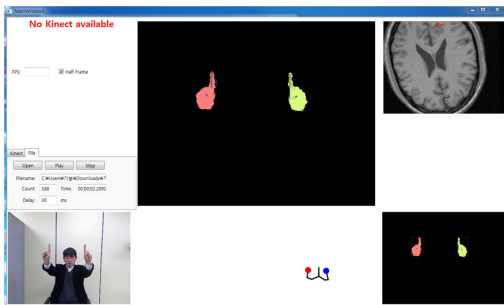 MainWindow
No Kinect available
FPS:
Half Frame
Kinect File
Open Play Stop
Count: 188 Time: 00:00:02.2091
Delay: 30 ms